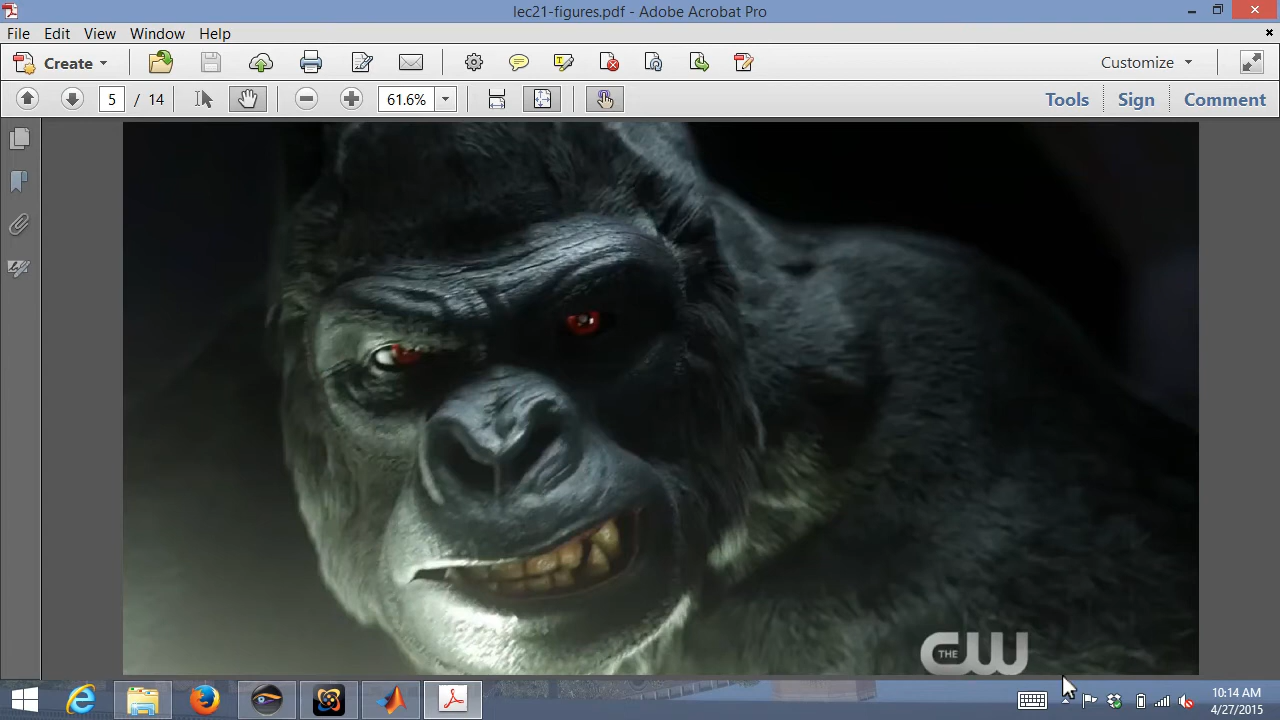 lec21-figures.pdf - Adobe Acrobat Pro
File Edit View Window Help
Create
Customize
5 / 14
61.6%
Tools Sign Comment
THE CW
10:14 AM
4/27/2015